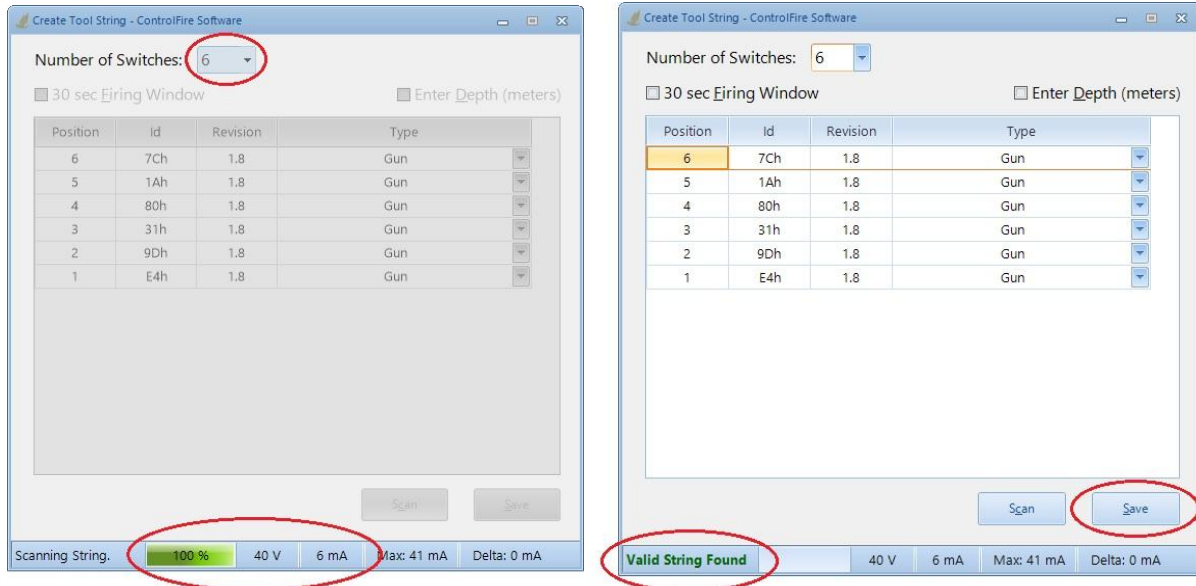 Create Tool String - ControlFire Software
Number of Switches: 6
30 sec Firing Window Enter Depth (meters)
Position Id Revision Type
6 7Ch 1.8 Gun
5 1Ah 1.8 Gun
4 80h 1.8 Gun
3 31h 1.8 Gun
2 9Dh 1.8 Gun
1 E4h 1.8 Gun
Scan Save
Scanning String. 100 % 40 V 6 mA Max: 41 mA Delta: 0 mA
Create Tool String - ControlFire Software
Number of Switches: 6
30 sec Firing Window Enter Depth (meters)
Position Id Revision Type
6 7Ch 1.8 Gun
5 1Ah 1.8 Gun
4 80h 1.8 Gun
3 31h 1.8 Gun
2 9Dh 1.8 Gun
1 E4h 1.8 Gun
Scan Save
Valid String Found 40 V 6 mA Max: 41 mA Delta: 0 mA